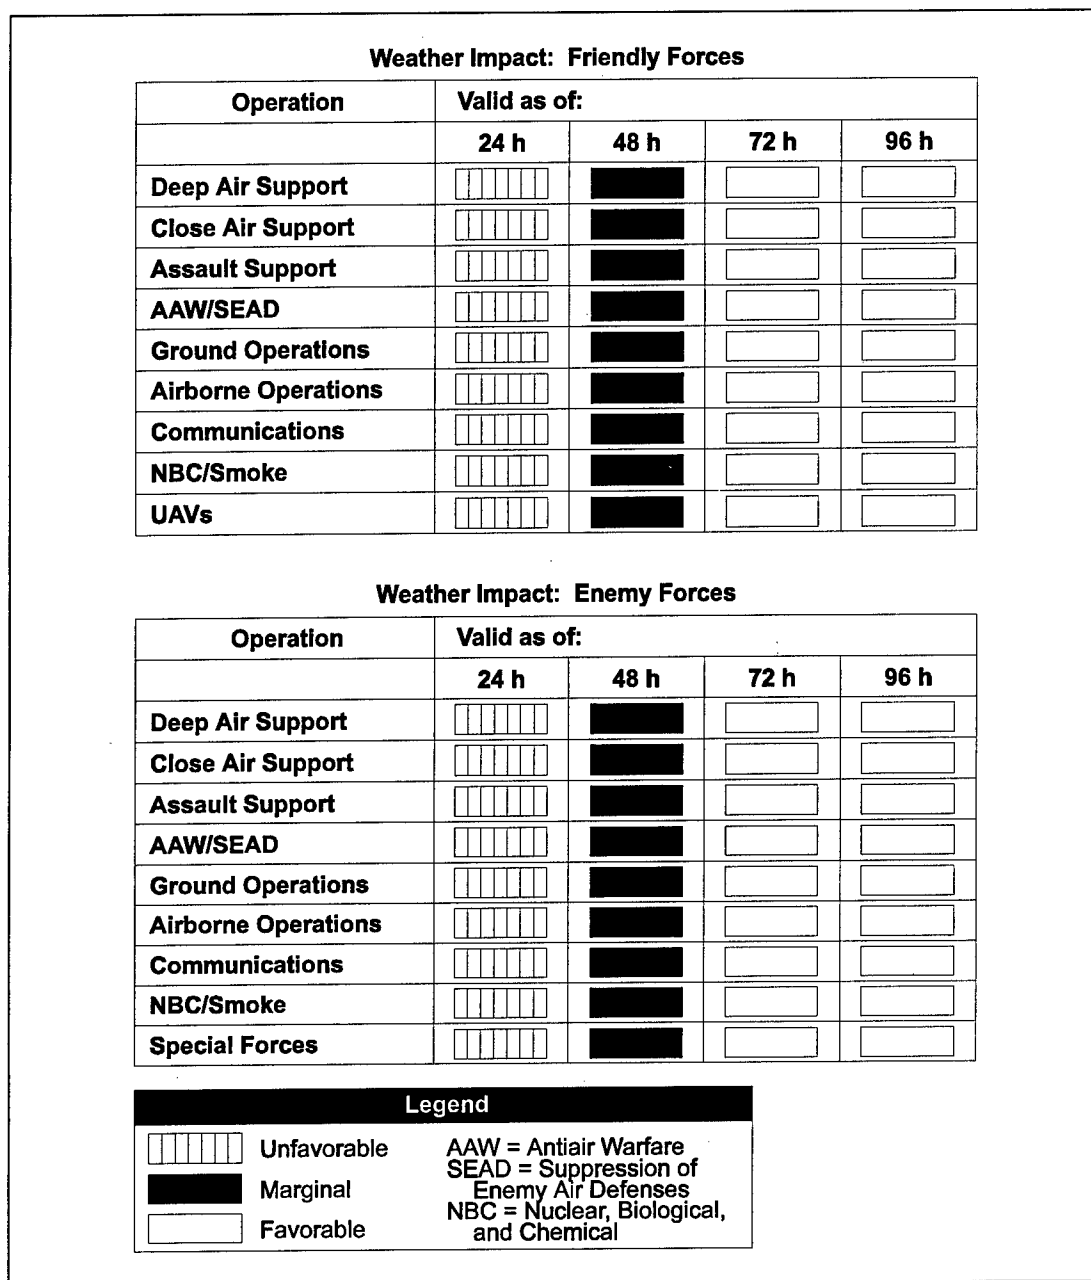 Weather Impact: Friendly Forces
Operation Valid as of:
24 h 48 h 72 h 96 h
Deep Air Support
Close Air Support
Assault Support
AAW/SEAD
Ground Operations
Airborne Operations
Communications
NBC/Smoke
UAVs
Weather Impact: Enemy Forces
Operation Valid as of:
24 h 48 h 72 h 96 h
Deep Air Support
Close Air Support
Assault Support
AAW/SEAD
Ground Operations
Airborne Operations
Communications
NBC/Smoke
Special Forces
Legend
Unfavorable
Marginal
Favorable
AAW = Antiair Warfare
SEAD = Suppression of
Enemy Air Defenses
NBC = Nuclear, Biological,
and Chemical